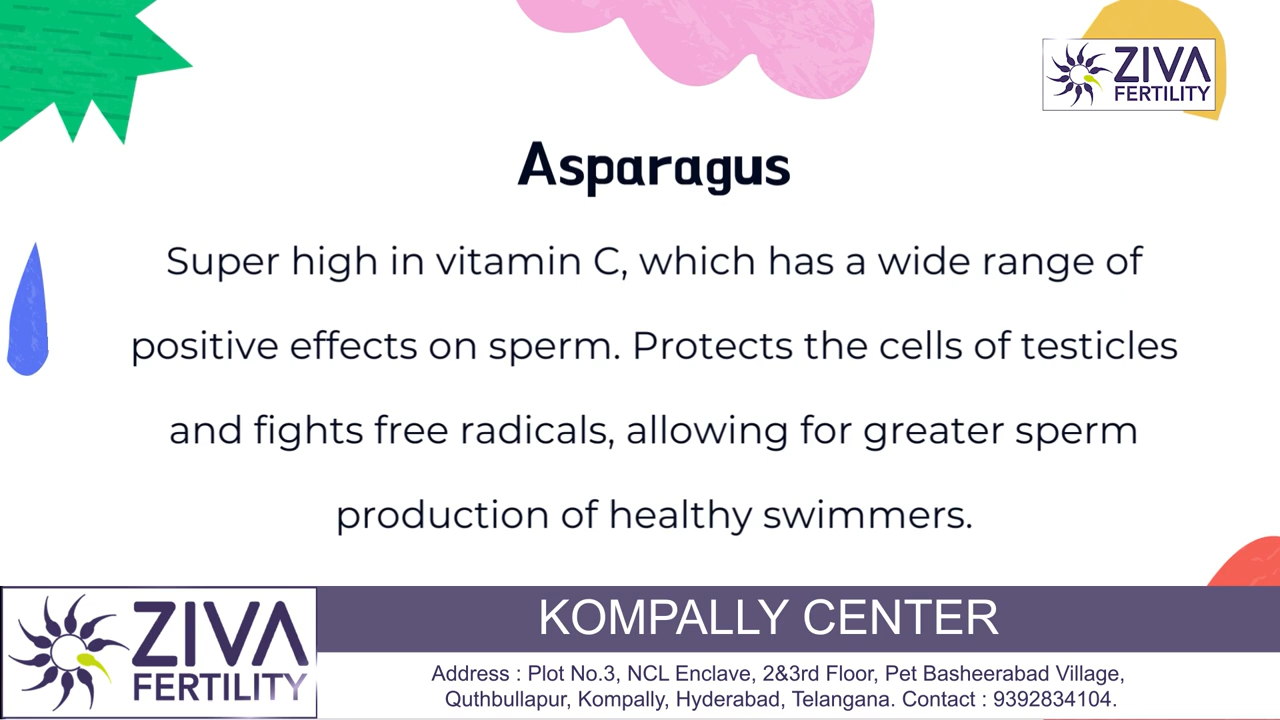 ZIVA
FERTILITY
Asparagus
Super high in vitamin C, which has a wide range of
positive effects on sperm. Protects the cells of testicles
and fights free radicals, allowing for greater sperm
production of healthy swimmers.
ZIVA
FERTILITY
KOMPALLY CENTER
Address : Plot No.3, NCL Enclave, 2&3rd Floor, Pet Basheerabad Village,
Quthbullapur, Kompally, Hyderabad, Telangana. Contact : 9392834104.